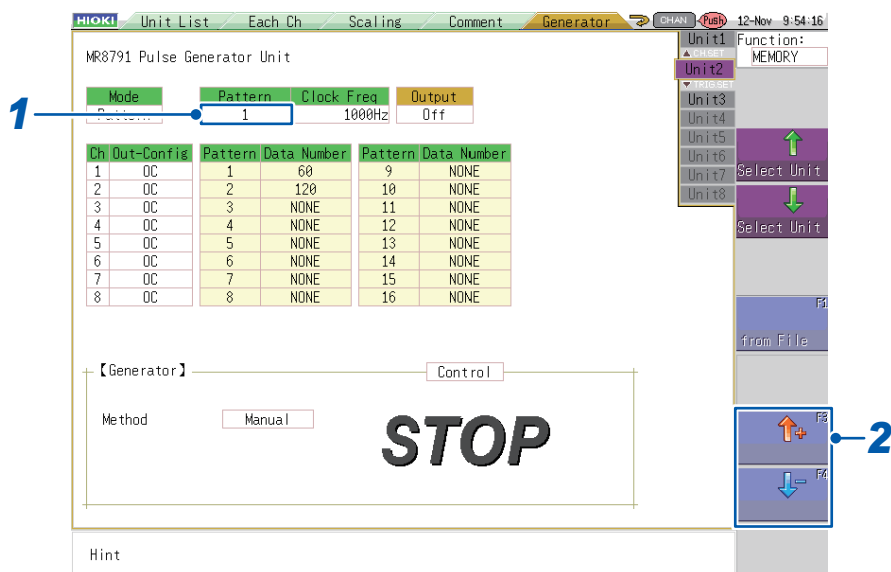 HIOKI Unit List Each Ch Scaling Comment Generator CHAN Push 12-Nov 9:54:16
Unit1 Function:
▲CHSET MEMORY
MR8791 Pulse Generator Unit
Unit2
▼TRIGSET
Mode Pattern Clock Freq Output
Unit3
1 Pattern 1 1000Hz Off
Unit4
Unit5
Unit6
Unit7 Select Unit
Unit8
Select Unit
Ch Out-Config Pattern Data Number Pattern Data Number
1 OC 1 60 9 NONE
2 OC 2 120 10 NONE
3 OC 3 NONE 11 NONE
4 OC 4 NONE 12 NONE
5 OC 5 NONE 13 NONE
6 OC 6 NONE 14 NONE
7 OC 7 NONE 15 NONE
8 OC 8 NONE 16 NONE
F1
from File
【Generator】 Control
Method Manual STOP
F3
2
F4
Hint